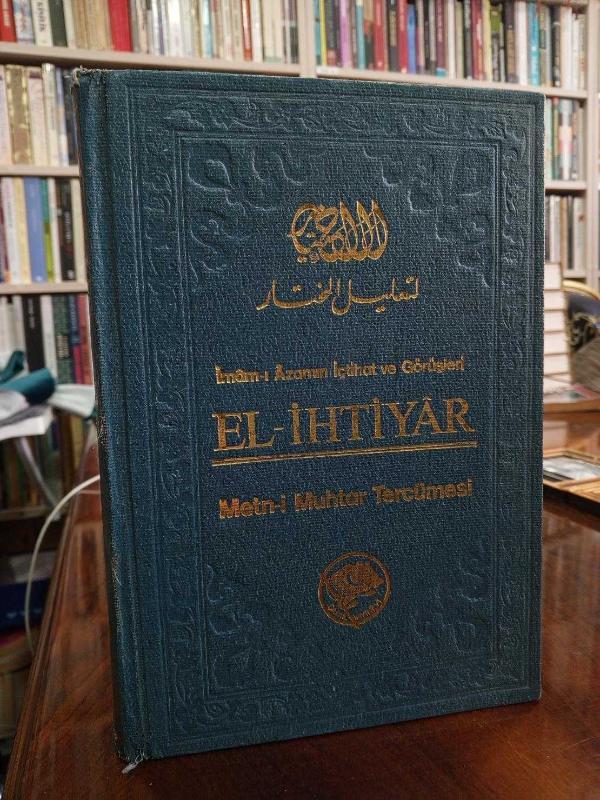 الاختيار
لتعليل المختار
İmâm-ı Âzamın İçtihat ve Görüşleri
EL-İHTİYÂR
Metn-i Muhtar Tercümesi